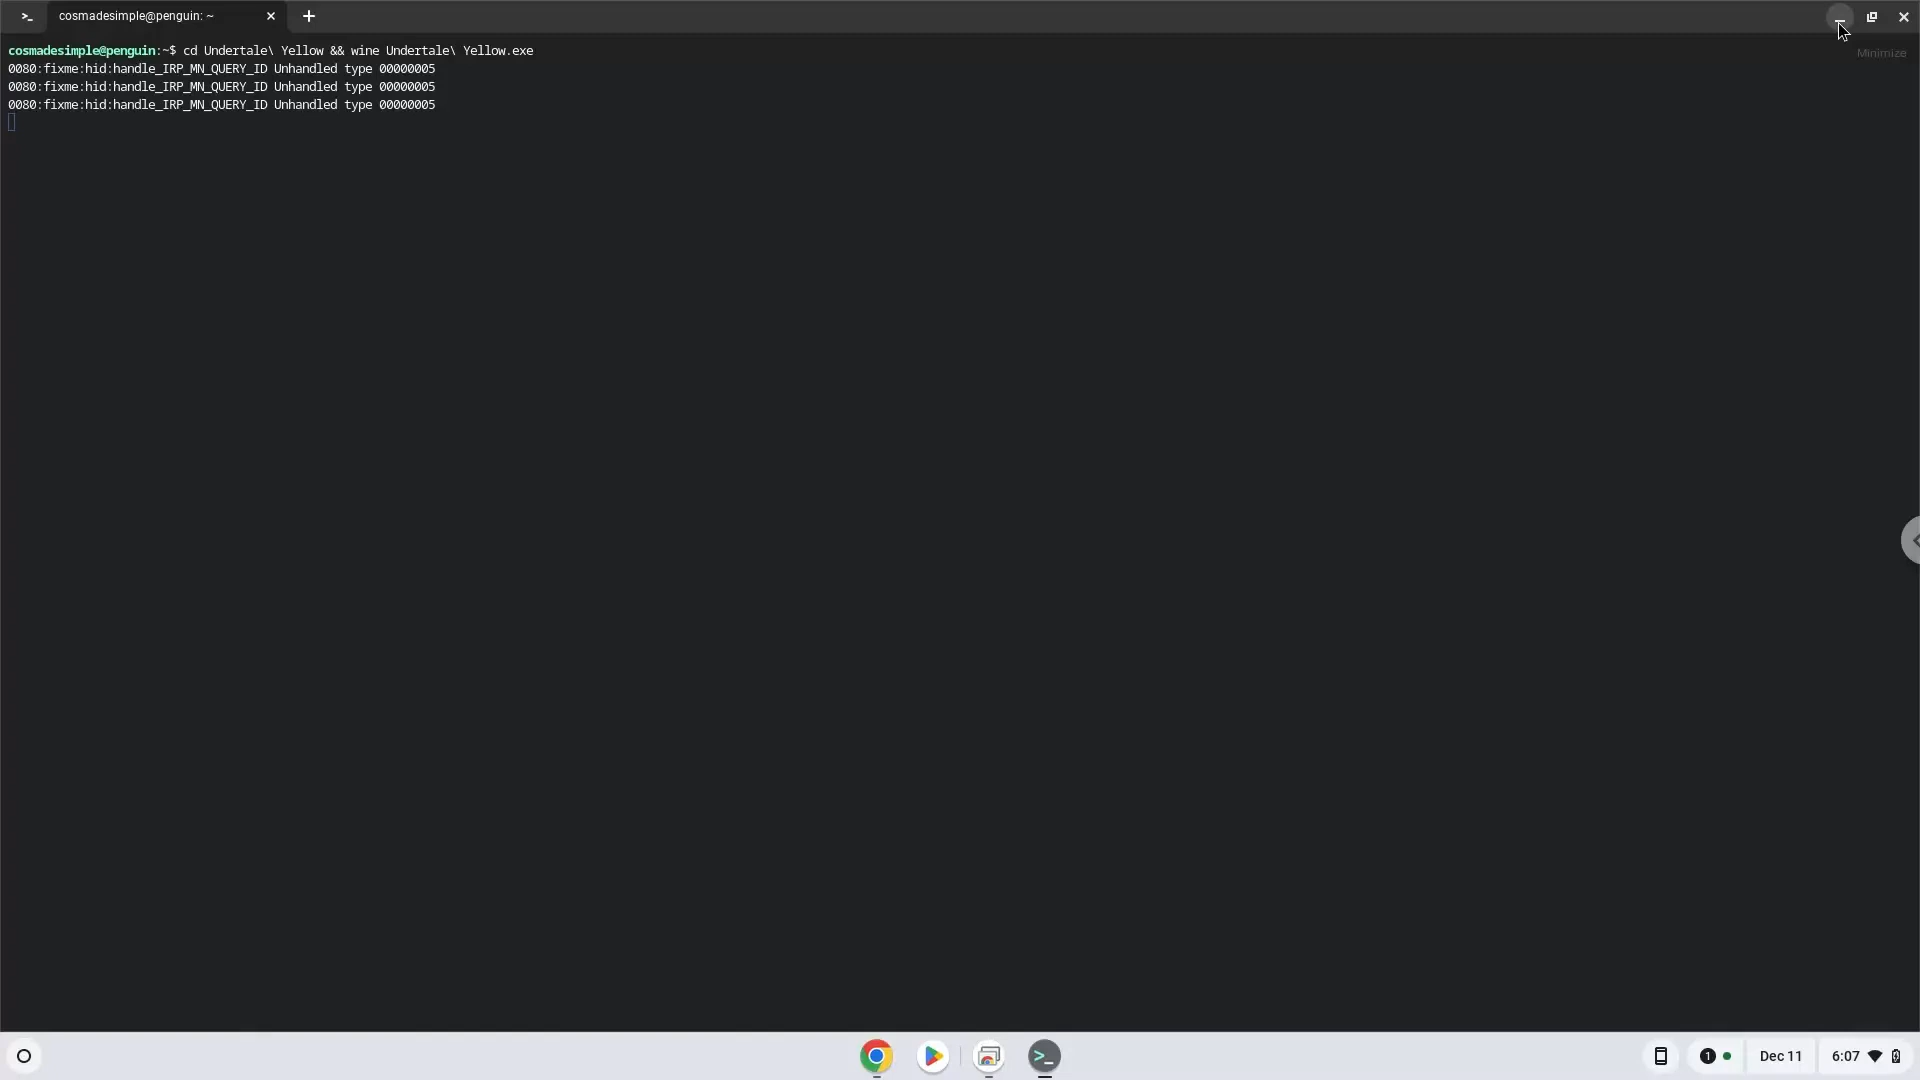 cosmadesimple@penguin: ~
cosmadesimple@penguin:~$ cd Undertale\ Yellow && wine Undertale\ Yellow.exe
0080:fixme:hid:handle_IRP_MN_QUERY_ID Unhandled type 00000005
0080:fixme:hid:handle_IRP_MN_QUERY_ID Unhandled type 00000005
0080:fixme:hid:handle_IRP_MN_QUERY_ID Unhandled type 00000005
Minimize
1
Dec 11
6:07